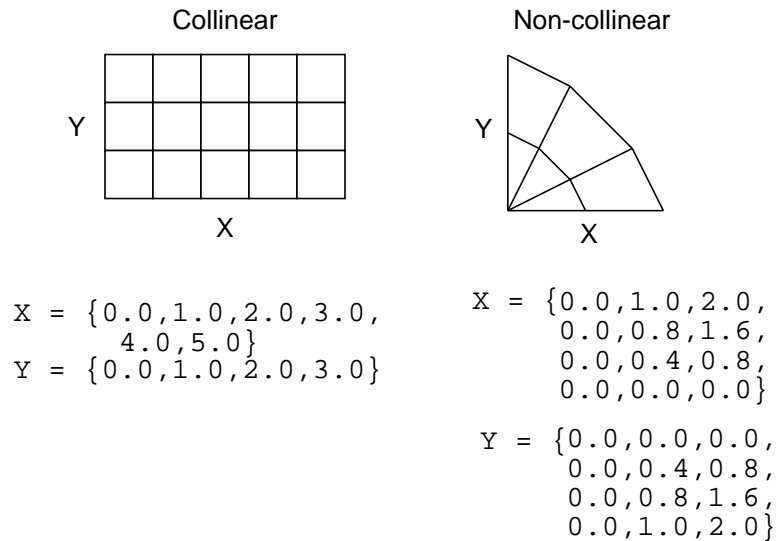 Collinear
Y
X
X = {0.0,1.0,2.0,3.0,
4.0,5.0}
Y = {0.0,1.0,2.0,3.0}
Non-collinear
Y
X
X = {0.0,1.0,2.0,
0.0,0.8,1.6,
0.0,0.4,0.8,
0.0,0.0,0.0}
Y = {0.0,0.0,0.0,
0.0,0.4,0.8,
0.0,0.8,1.6,
0.0,1.0,2.0}